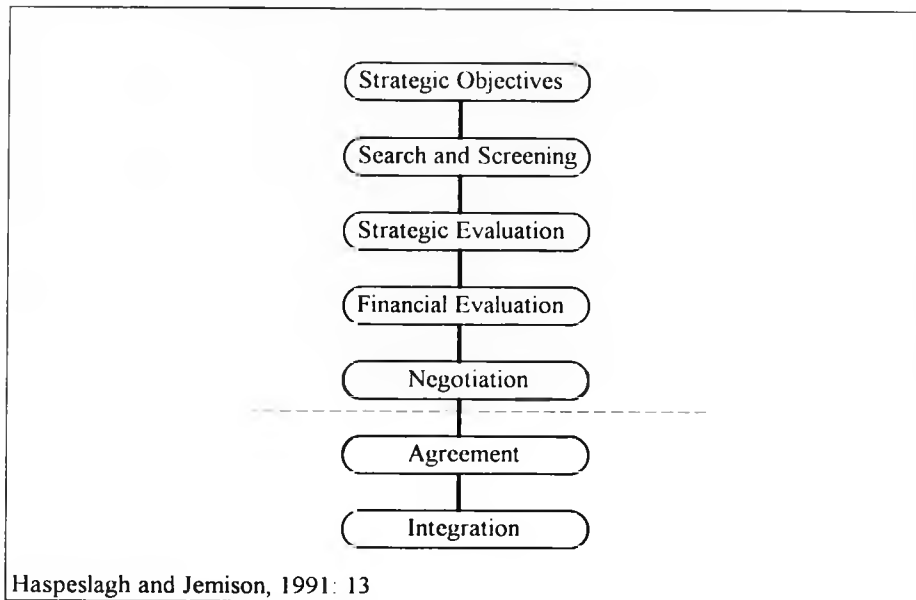 Strategic Objectives
Search and Screening
Strategic Evaluation
Financial Evaluation
Negotiation
Agreement
Integration
Haspeslagh and Jemison, 1991: 13